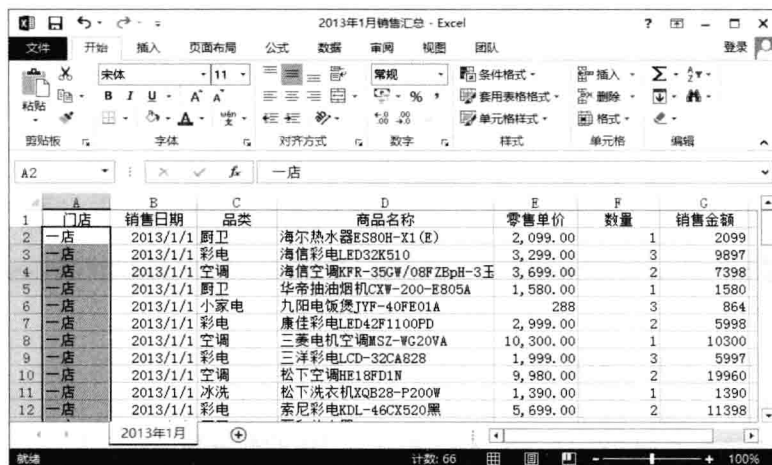 2013年1月销售汇总 - Excel
文件 开始 插入 页面布局 公式 数据 审阅 视图 团队 登录
宋体 11 常规 条件格式 插入
粘贴 B I U A 套用表格格式 删除
单元格样式 格式
剪贴板 字体 对齐方式 数字 样式 单元格 编辑
A2 fx 一店
A B C D E F G
1 门店 销售日期 品类 商品名称 零售单价 数量 销售金额
2 一店 2013/1/1 厨卫 海尔热水器ES80H-X1(E) 2,099.00 1 2099
3 一店 2013/1/1 彩电 海信彩电LED32K510 3,299.00 3 9897
4 一店 2013/1/1 空调 海信空调KFR-35GW/08FZBpH-3王 3,699.00 2 7398
5 一店 2013/1/1 厨卫 华帝抽油烟机CXW-200-E805A 1,580.00 1 1580
6 一店 2013/1/1 小家电 九阳电饭煲JYF-40FE01A 288 3 864
7 一店 2013/1/1 彩电 康佳彩电LED42F1100PD 2,999.00 2 5998
8 一店 2013/1/1 空调 三菱电机空调MSZ-WG20VA 10,300.00 1 10300
9 一店 2013/1/1 彩电 三洋彩电LCD-32CA828 1,999.00 3 5997
10 一店 2013/1/1 空调 松下空调HE18FD1N 9,980.00 2 19960
11 一店 2013/1/1 冰洗 松下洗衣机XQB28-P200W 1,390.00 1 1390
12 一店 2013/1/1 彩电 索尼彩电KDL-46CX520黑 5,699.00 2 11398
2013年1月
就绪 计数: 66 100%